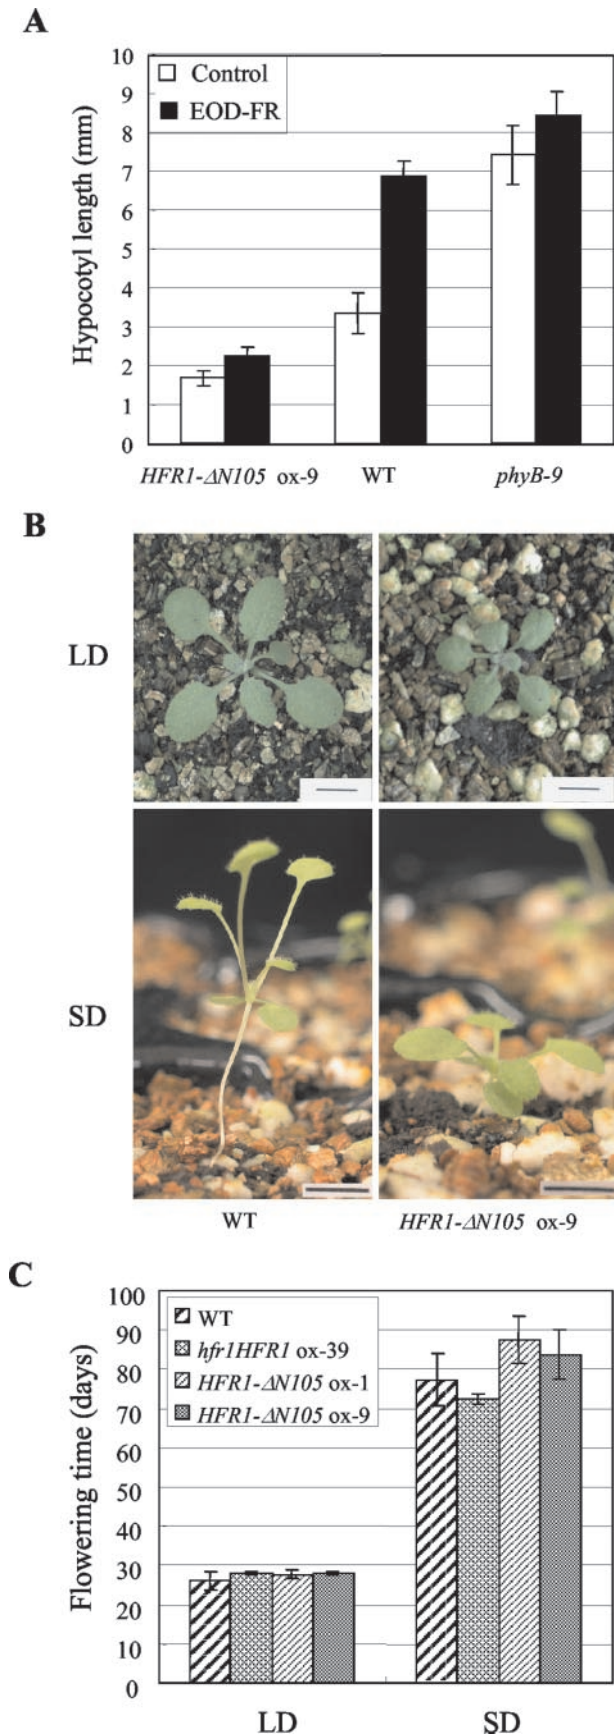 A
10
9
8
7
6
5
4
3
2
1
0
Hypocotyl length (mm)
Control
EOD-FR
HFR1-ΔN105 ox-9 WT phyB-9
B
LD
SD
WT HFR1-ΔN105 ox-9
C
100
90
80
70
60
50
40
30
20
10
0
Flowering time (days)
WT
hfr1HFR1 ox-39
HFR1-ΔN105 ox-1
HFR1-ΔN105 ox-9
LD SD